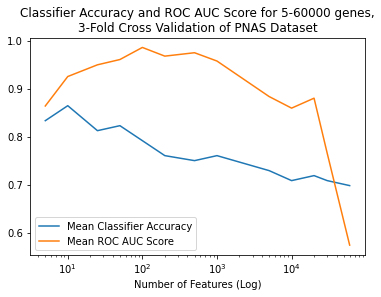 Classifier Accuracy and ROC AUC Score for 5-60000 genes,
3-Fold Cross Validation of PNAS Dataset
1.0
0.9
0.8
0.7
0.6
Mean Classifier Accuracy
Mean ROC AUC Score
10¹ 10² 10³ 10⁴
Number of Features (Log)